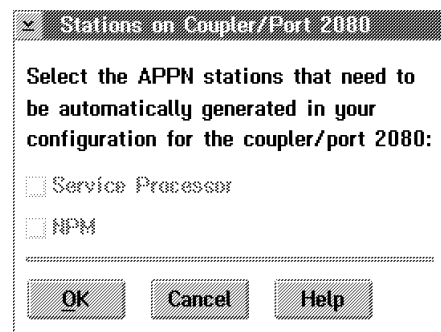 Stations on Coupler/Port 2080
Select the APPN stations that need to
be automatically generated in your
configuration for the coupler/port 2080:
Service Processor
NPM
OK Cancel Help